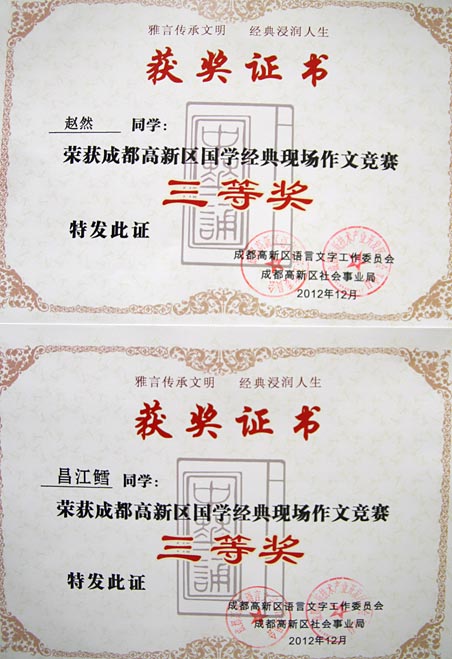 雅言传承文明 经典浸润人生
获奖证书
赵然 同学：
荣获成都高新区国学经典现场作文竞赛
三等奖
特发此证
成都高新区语言文字工作委员会
成都高新区社会事业局
2012年12月
雅言传承文明 经典浸润人生
获奖证书
昌江鳕 同学：
荣获成都高新区国学经典现场作文竞赛
三等奖
特发此证
成都高新区语言文字工作委员会
成都高新区社会事业局
2012年12月